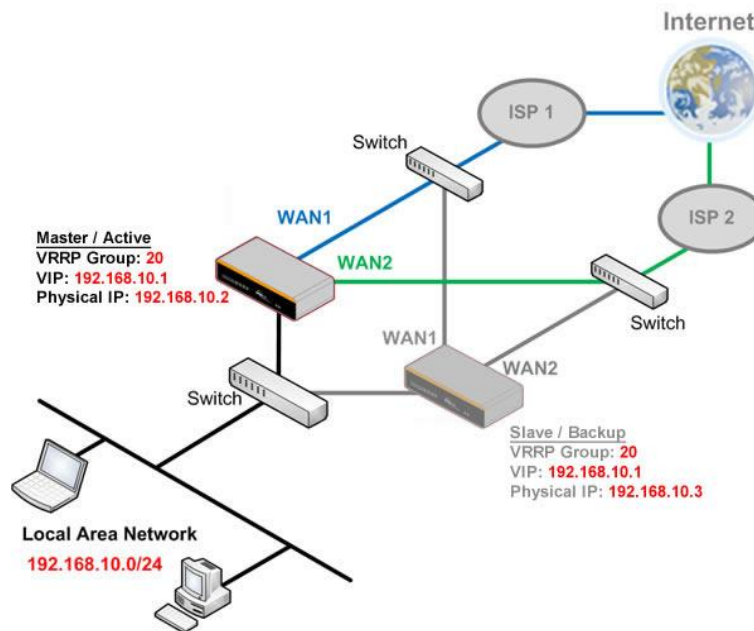 Internet
ISP 1
Switch
WAN1
ISP 2
Master / Active
VRRP Group: 20
VIP: 192.168.10.1
Physical IP: 192.168.10.2
WAN2
Switch
WAN1
WAN2
Switch
Slave / Backup
VRRP Group: 20
VIP: 192.168.10.1
Physical IP: 192.168.10.3
Local Area Network
192.168.10.0/24